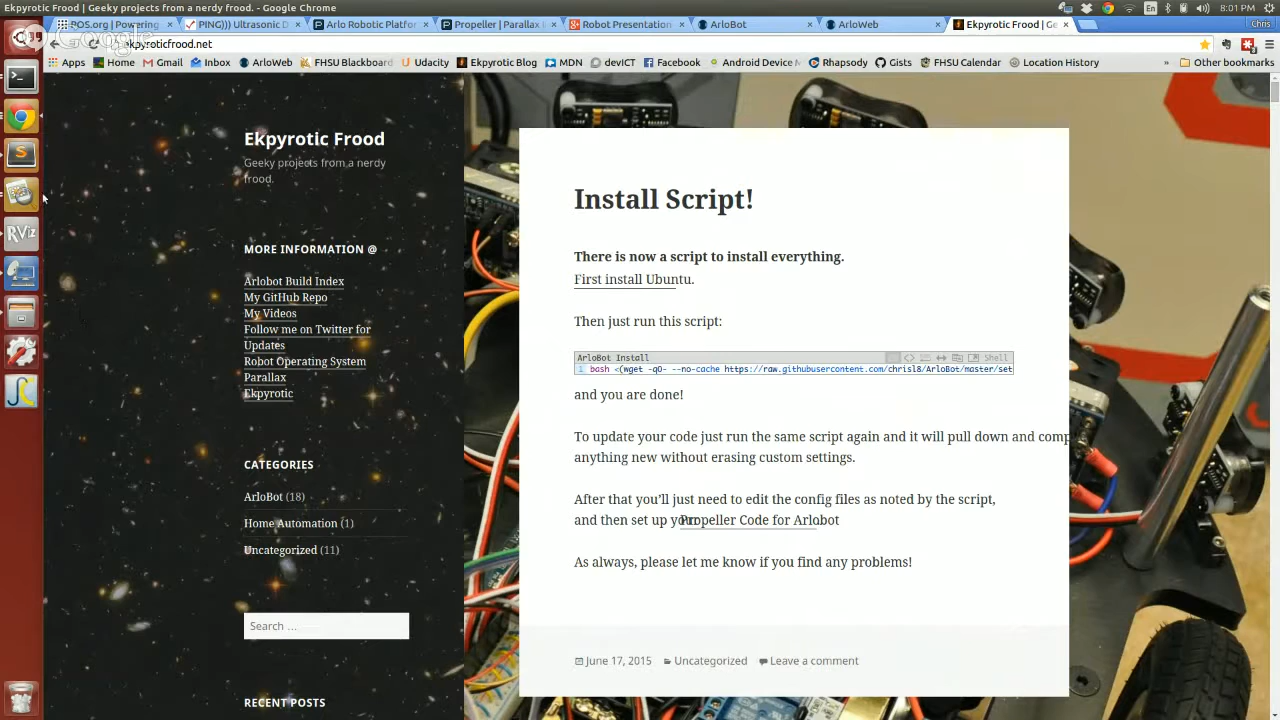 Ekpyrotic Frood | Geeky projects from a nerdy frood. - Google Chrome
En
8:01 PM
ROS.org | Powering
PING))) Ultrasonic D
Arlo Robotic Platfor
Propeller | Parallax I
Robot Presentation
ArloBot
ArloWeb
Ekpyrotic Frood | Ge
Chris
Google
ekpyroticfrood.net
Apps
Home
Gmail
Inbox
ArloWeb
FHSU Blackboard
Udacity
Ekpyrotic Blog
MDN
devICT
Facebook
Android Device M
Rhapsody
Gists
FHSU Calendar
Location History
»
Other bookmarks
RViz
Ekpyrotic Frood
Geeky projects from a nerdy
frood.
MORE INFORMATION @
Arlobot Build Index
My GitHub Repo
My Videos
Follow me on Twitter for
Updates
Robot Operating System
Parallax
Ekpyrotic
CATEGORIES
ArloBot (18)
Home Automation (1)
Uncategorized (11)
Search ...
RECENT POSTS
Install Script!
There is now a script to install everything.
First install Ubuntu.
Then just run this script:
ArloBot Install
Shell
1 bash <(wget -qO- --no-cache https://raw.githubusercontent.com/chrisl8/ArloBot/master/set
and you are done!
To update your code just run the same script again and it will pull down and comp
anything new without erasing custom settings.
After that you'll just need to edit the config files as noted by the script,
and then set up your Propeller Code for Arlobot
As always, please let me know if you find any problems!
June 17, 2015
Uncategorized
Leave a comment